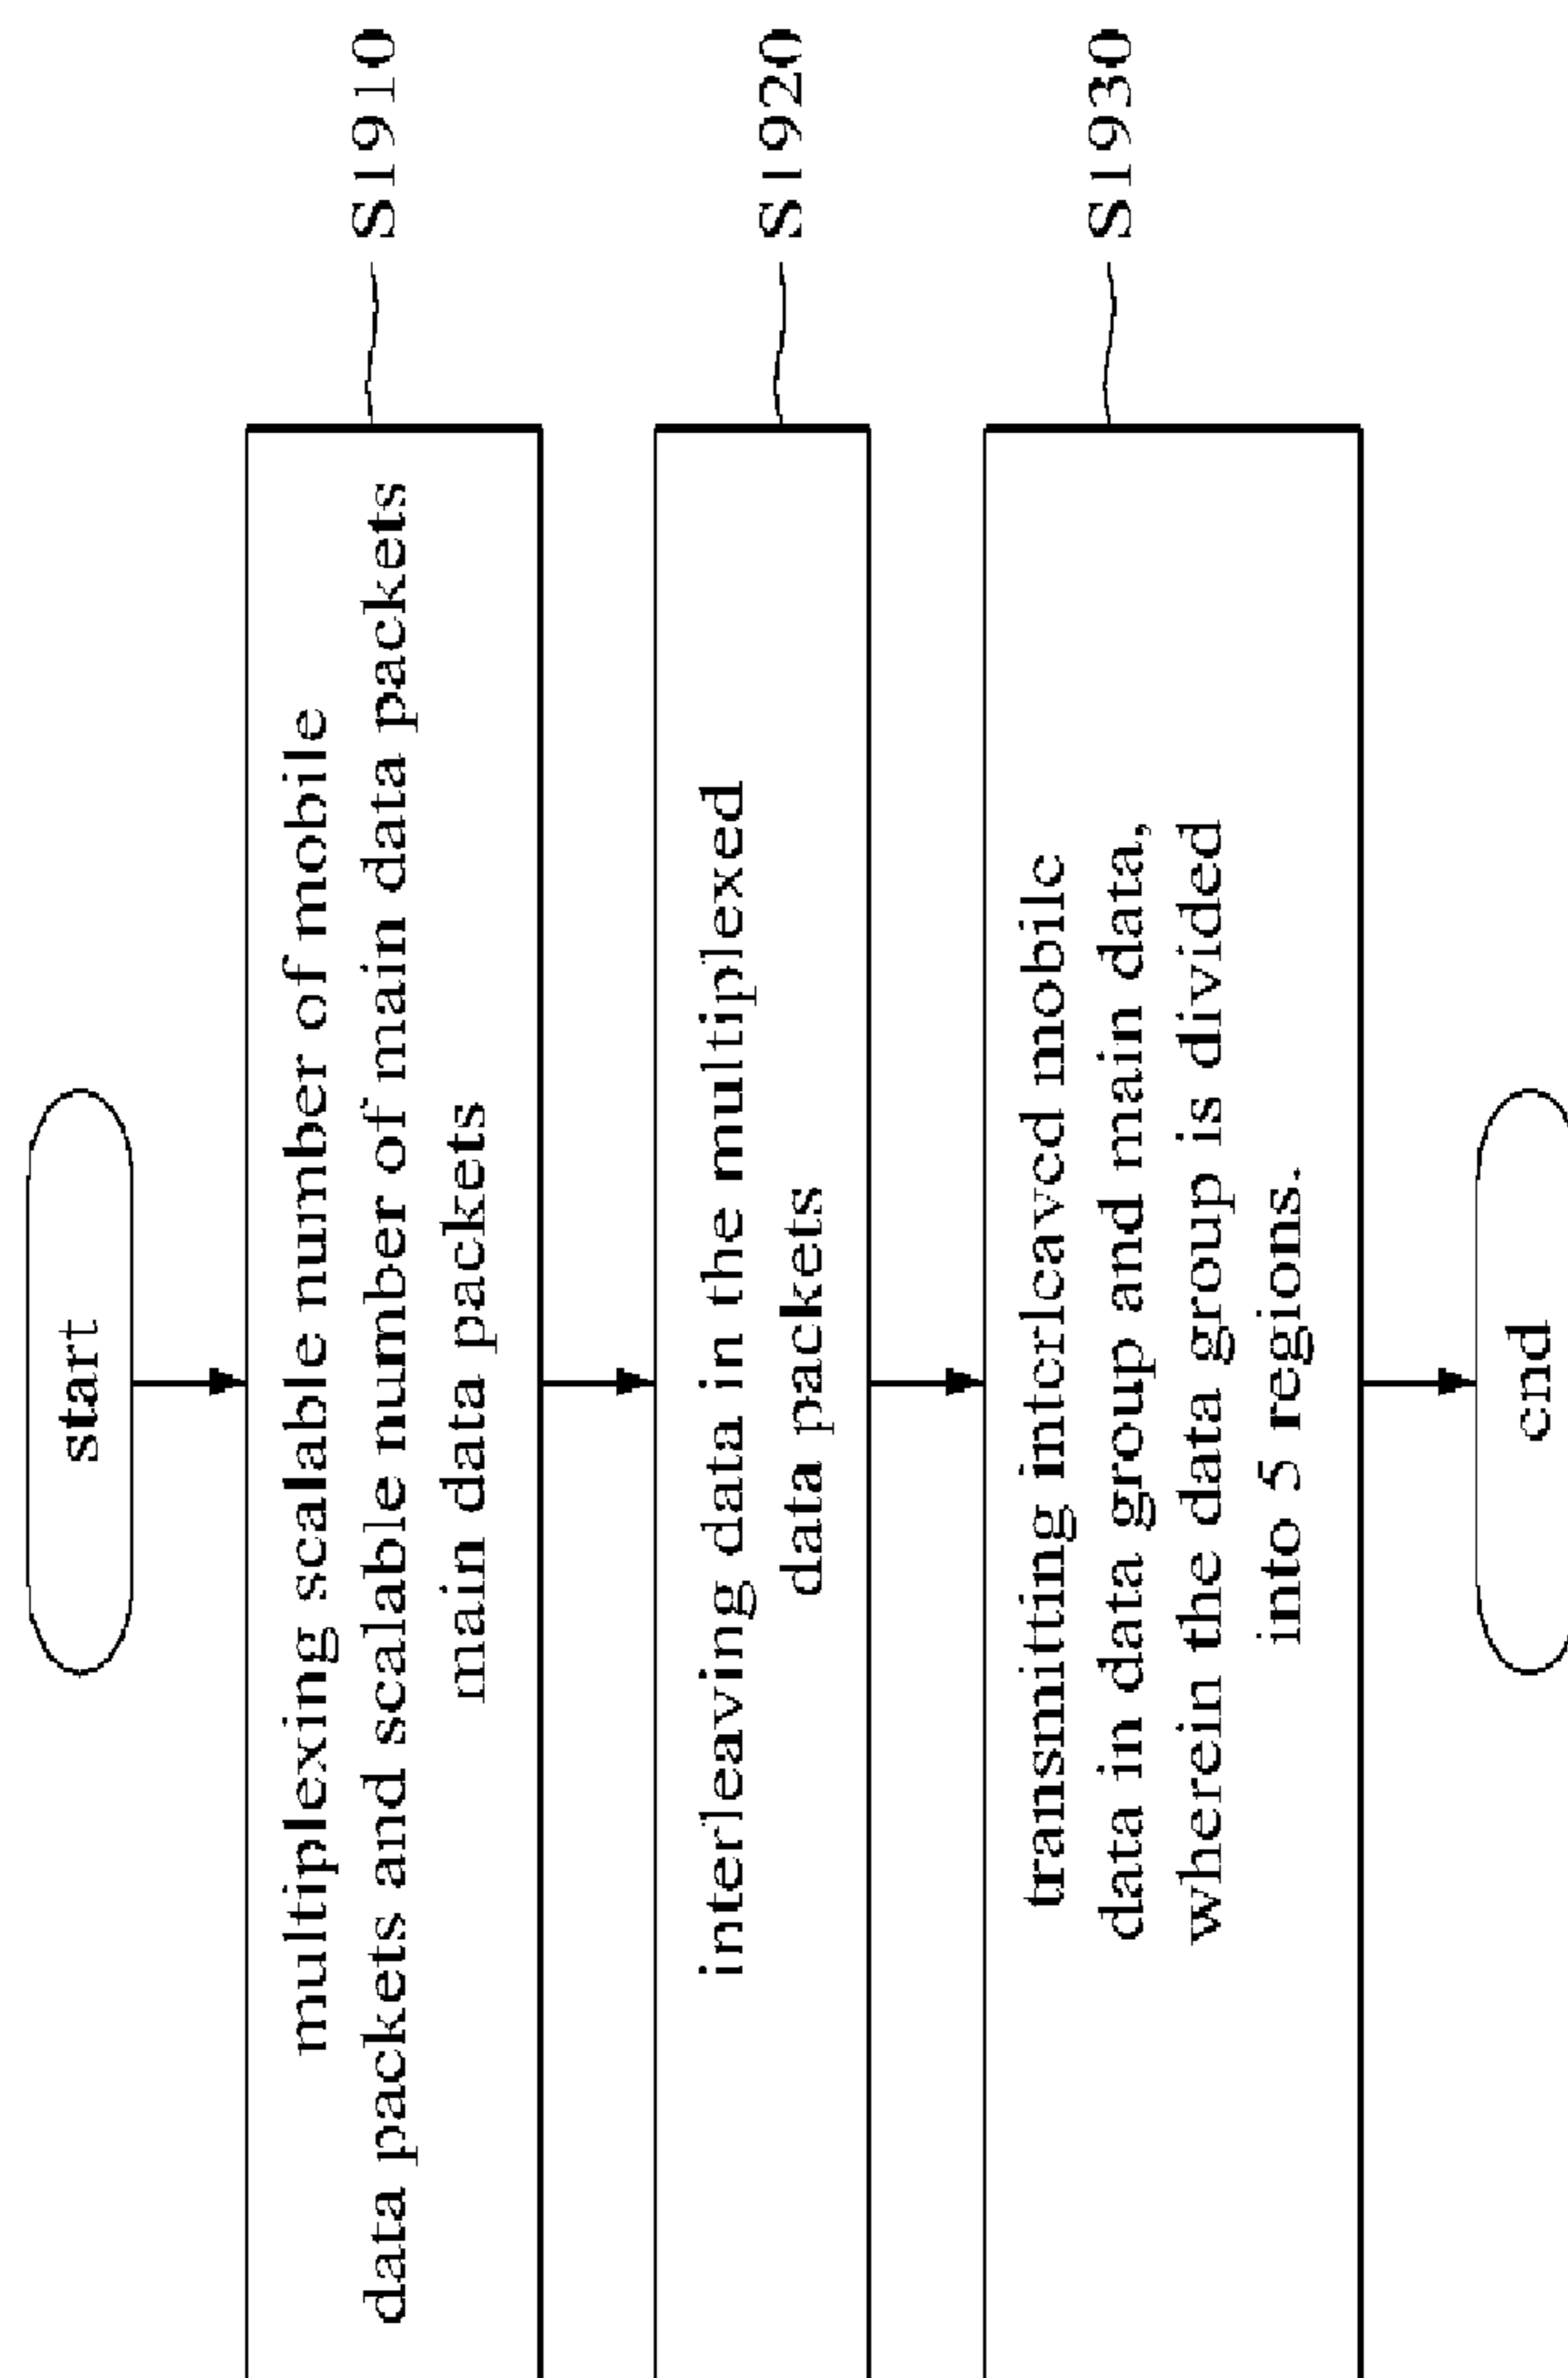 start
multiplexing scalable number of mobile
data packets and scalable number of main data packets
main data packets
S1910
interleaving data in the multiplexed
data packets
S1920
transmitting interleaved mobile
data in data group and main data,
wherein the data group is divided
into 5 regions.
S1930
end